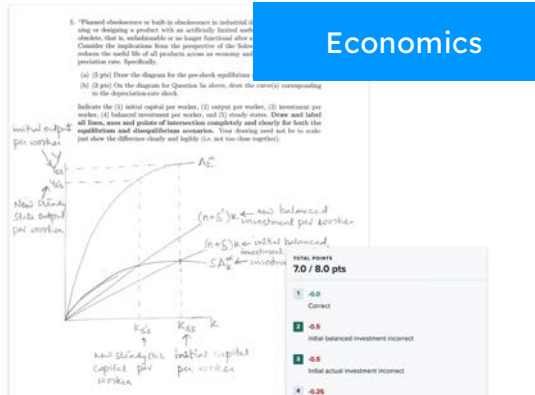 Economics
5. "Planned obsolescence or built-in obsolescence in industrial d
ing or designing a product with an artificially limited usef
obsolete, that is, unfashionable or no longer functional after a
Consider the implications from the perspective of the Solow
reduces the useful life of all products across an economy and
preciation rate. Specifically,
(a) (3 pts) Draw the diagram for the pre-shock equilibrium
(b) (3 pts) On the diagram for Question 5a above, draw the curve(s) corresponding
to the depreciation-rate shock.
Indicate the (1) initial capital per worker, (2) output per worker, (3) investment per
worker, (4) balanced investment per worker, and (5) steady states. Draw and label
all lines, axes and points of intersection completely and clearly for both the
equilibrium and disequilibrium scenarios. Your drawing need not be to scale:
just show the difference clearly and legibly (i.e. not too close together).
initial output
per worker
Y
Yss
New Steady
State output
per worker
(n+δ')k new balanced
investment per worker
(n+δ)k initial balanced
investment
Kss
K
new steady state
capital per
worker
initial capital
per worker
TOTAL POINTS
7.0 / 8.0 pts
1 -0.0
Correct
2 -0.5
Initial balanced investment incorrect
3 -0.5
Initial actual investment incorrect
4 -0.25